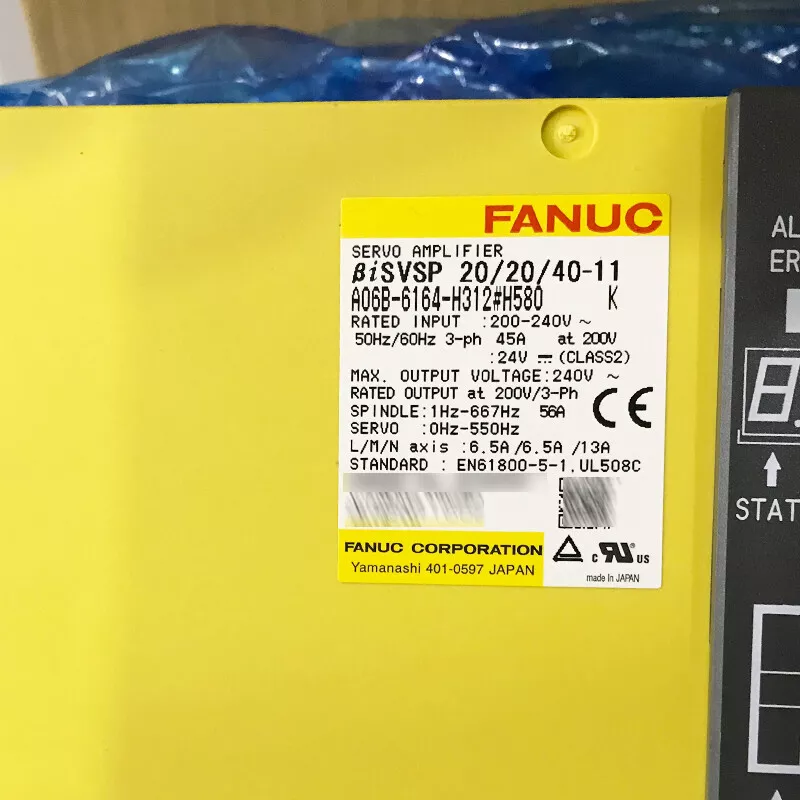 FANUC
SERVO AMPLIFIER
βiSVSP 20/20/40-11
A06B-6164-H312#H580 K
RATED INPUT :200-240V ~
50Hz/60Hz 3-ph 45A at 200V
:24V ⎓ (CLASS2)
MAX. OUTPUT VOLTAGE:240V ~
RATED OUTPUT at 200V/3-Ph
SPINDLE:1Hz-667Hz 56A
CE
SERVO :0Hz-550Hz
L/M/N axis :6.5A/6.5A/13A
STANDARD : EN61800-5-1,UL508C
FANUC CORPORATION
Yamanashi 401-0597 JAPAN
c RU US
made In JAPAN
AL
ER
8.
STAT